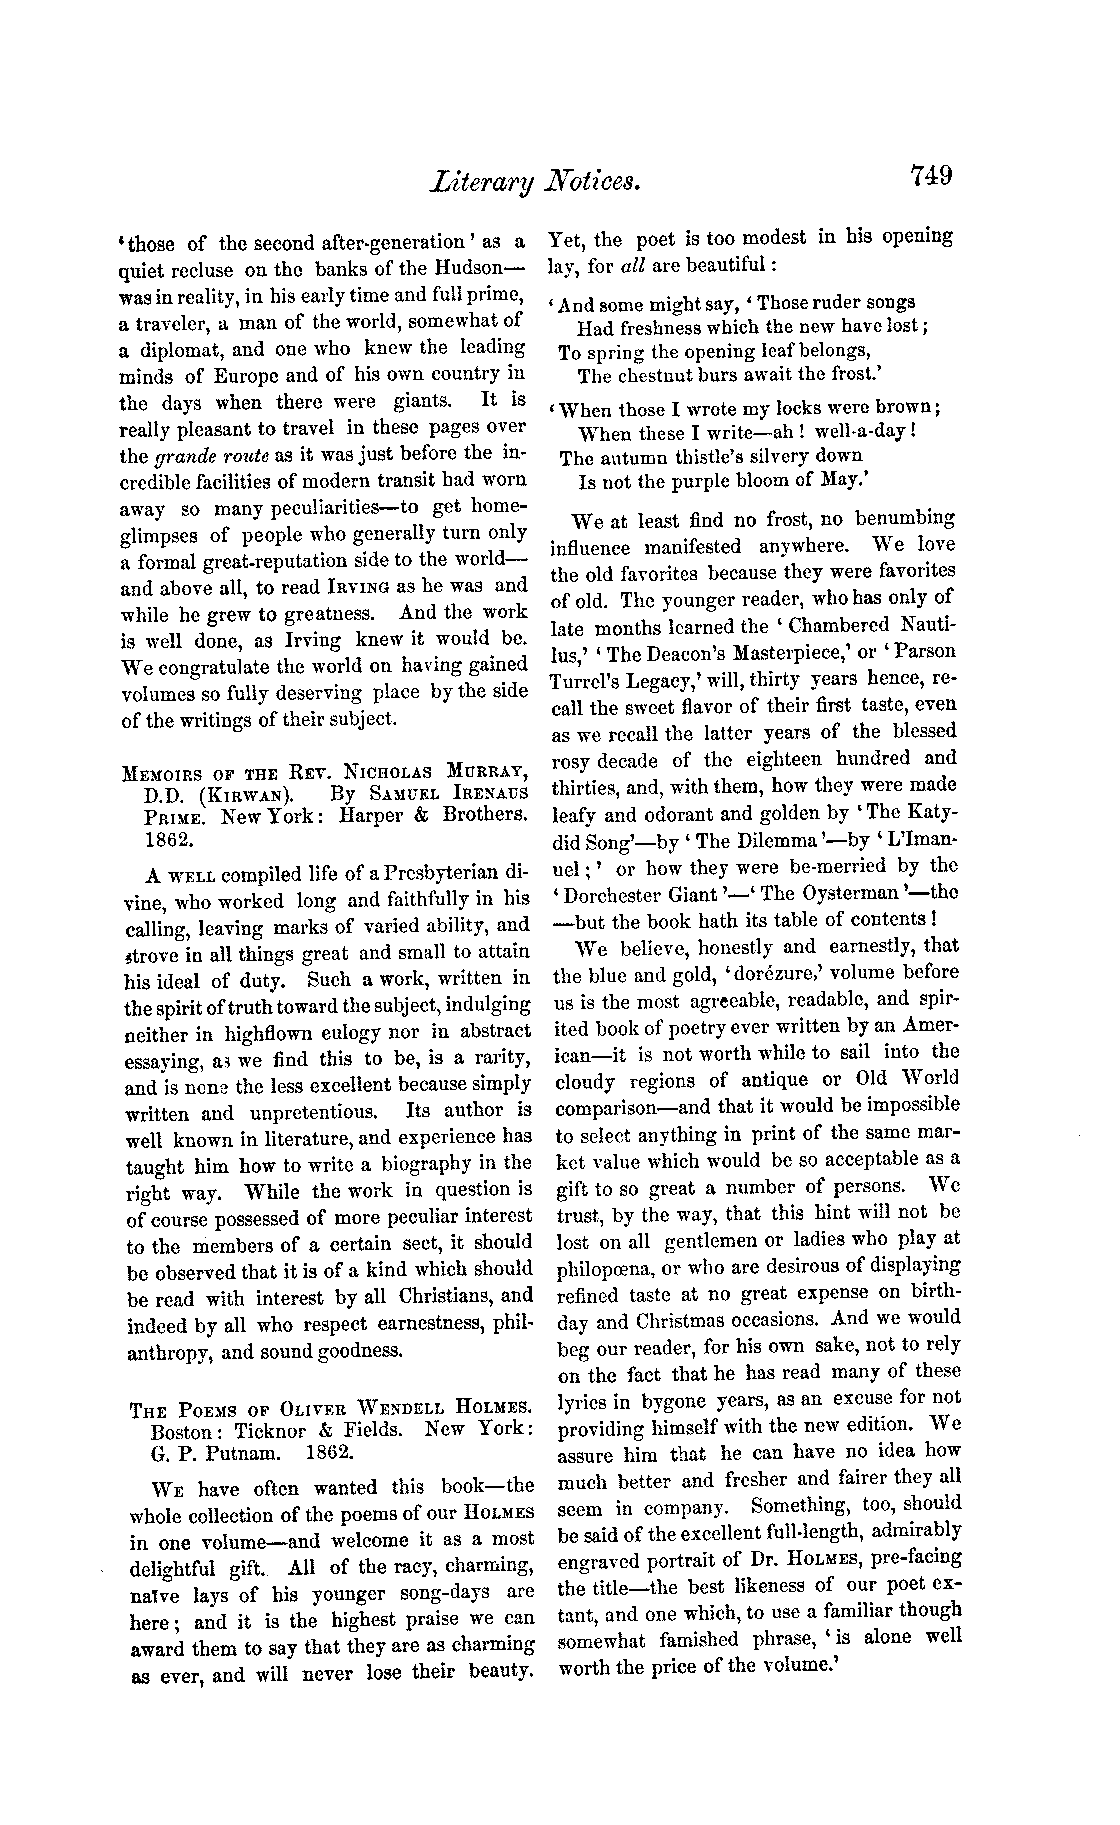 Literary Notices.
749
‘those of the second after-generation’ as a
quiet recluse on the banks of the Hudson—
was in reality, in his early time and full prime,
a traveler, a man of the world, somewhat of
a diplomat, and one who knew the leading
minds of Europe and of his own country in
the days when there were giants. It is
really pleasant to travel in these pages over
the grande route as it was just before the in-
credible facilities of modern transit had worn
away so many peculiarities—to get home-
glimpses of people who generally turn only
a formal great-reputation side to the world—
and above all, to read IRVING as he was and
while he grew to greatness. And the work
is well done, as Irving knew it would be.
We congratulate the world on having gained
volumes so fully deserving place by the side
of the writings of their subject.
MEMOIRS OF THE REV. NICHOLAS MURRAY,
D.D. (KIRWAN). By SAMUEL IRENAUS
PRIME. New York: Harper & Brothers.
1862.
A WELL compiled life of a Presbyterian di-
vine, who worked long and faithfully in his
calling, leaving marks of varied ability, and
strove in all things great and small to attain
his ideal of duty. Such a work, written in
the spirit of truth toward the subject, indulging
neither in highflown eulogy nor in abstract
essaying, as we find this to be, is a rarity,
and is none the less excellent because simply
written and unpretentious. Its author is
well known in literature, and experience has
taught him how to write a biography in the
right way. While the work in question is
of course possessed of more peculiar interest
to the members of a certain sect, it should
be observed that it is of a kind which should
be read with interest by all Christians, and
indeed by all who respect earnestness, phil-
anthropy, and sound goodness.
THE POEMS OF OLIVER WENDELL HOLMES.
Boston: Ticknor & Fields. New York:
G. P. Putnam. 1862.
WE have often wanted this book—the
whole collection of the poems of our HOLMES
in one volume—and welcome it as a most
delightful gift. All of the racy, charming,
naïve lays of his younger song-days are
here; and it is the highest praise we can
award them to say that they are as charming
as ever, and will never lose their beauty.
Yet, the poet is too modest in his opening
lay, for all are beautiful:
‘And some might say, ‘Those ruder songs
Had freshness which the new have lost;
To spring the opening leaf belongs,
The chestnut burs await the frost.’
‘When those I wrote my locks were brown;
When these I write—ah! well-a-day!
The autumn thistle's silvery down
Is not the purple bloom of May.’
We at least find no frost, no benumbing
influence manifested anywhere. We love
the old favorites because they were favorites
of old. The younger reader, who has only of
late months learned the ‘Chambered Nauti-
lus,’ ‘The Deacon's Masterpiece,’ or ‘Parson
Turrel's Legacy,’ will, thirty years hence, re-
call the sweet flavor of their first taste, even
as we recall the latter years of the blessed
rosy decade of the eighteen hundred and
thirties, and, with them, how they were made
leafy and odorant and golden by ‘The Katy-
did Song’—by ‘The Dilemma’—by ‘L'Iman-
uel;’ or how they were be-merried by the
‘Dorchester Giant’—‘The Oysterman’—the
—but the book hath its table of contents!
We believe, honestly and earnestly, that
the blue and gold, ‘dorézure,’ volume before
us is the most agreeable, readable, and spir-
ited book of poetry ever written by an Amer-
ican—it is not worth while to sail into the
cloudy regions of antique or Old World
comparison—and that it would be impossible
to select anything in print of the same mar-
ket value which would be so acceptable as a
gift to so great a number of persons. We
trust, by the way, that this hint will not be
lost on all gentlemen or ladies who play at
philopœna, or who are desirous of displaying
refined taste at no great expense on birth-
day and Christmas occasions. And we would
beg our reader, for his own sake, not to rely
on the fact that he has read many of these
lyrics in bygone years, as an excuse for not
providing himself with the new edition. We
assure him that he can have no idea how
much better and fresher and fairer they all
seem in company. Something, too, should
be said of the excellent full-length, admirably
engraved portrait of Dr. HOLMES, pre-facing
the title—the best likeness of our poet ex-
tant, and one which, to use a familiar though
somewhat famished phrase, ‘is alone well
worth the price of the volume.’